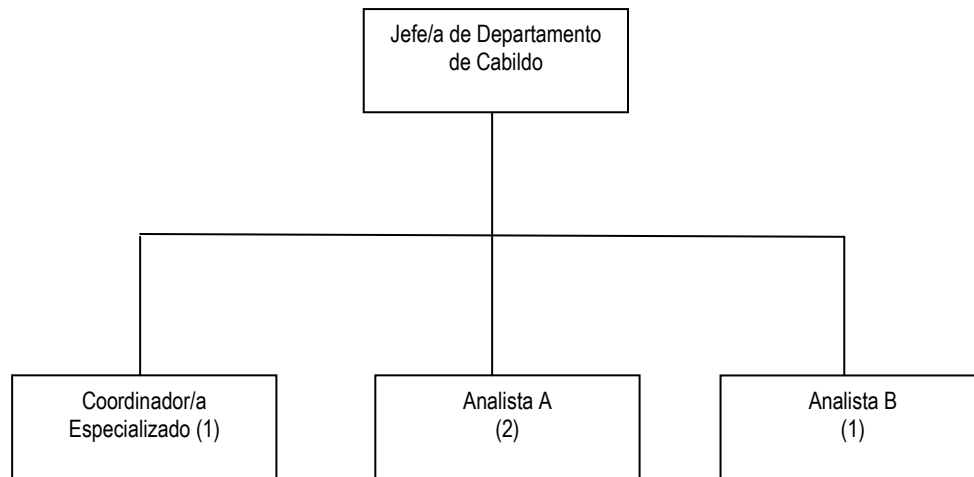 Jefe/a de Departamento
de Cabildo
Coordinador/a
Especializado (1)
Analista A
(2)
Analista B
(1)